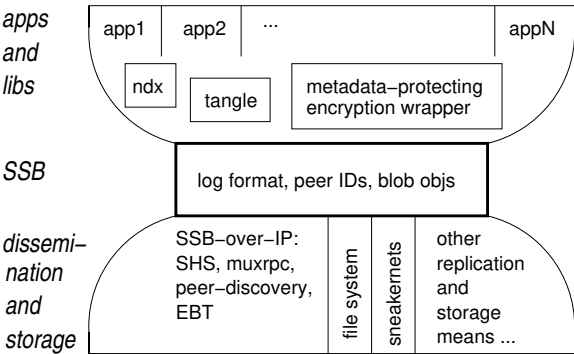 apps
and
libs
app1
app2
...
appN
ndx
tangle
metadata−protecting
encryption wrapper
SSB
log format, peer IDs, blob objs
dissemi−
nation
and
storage
SSB−over−IP:
SHS, muxrpc,
peer−discovery,
EBT
file system
sneakernets
other
replication
and
storage
means ...